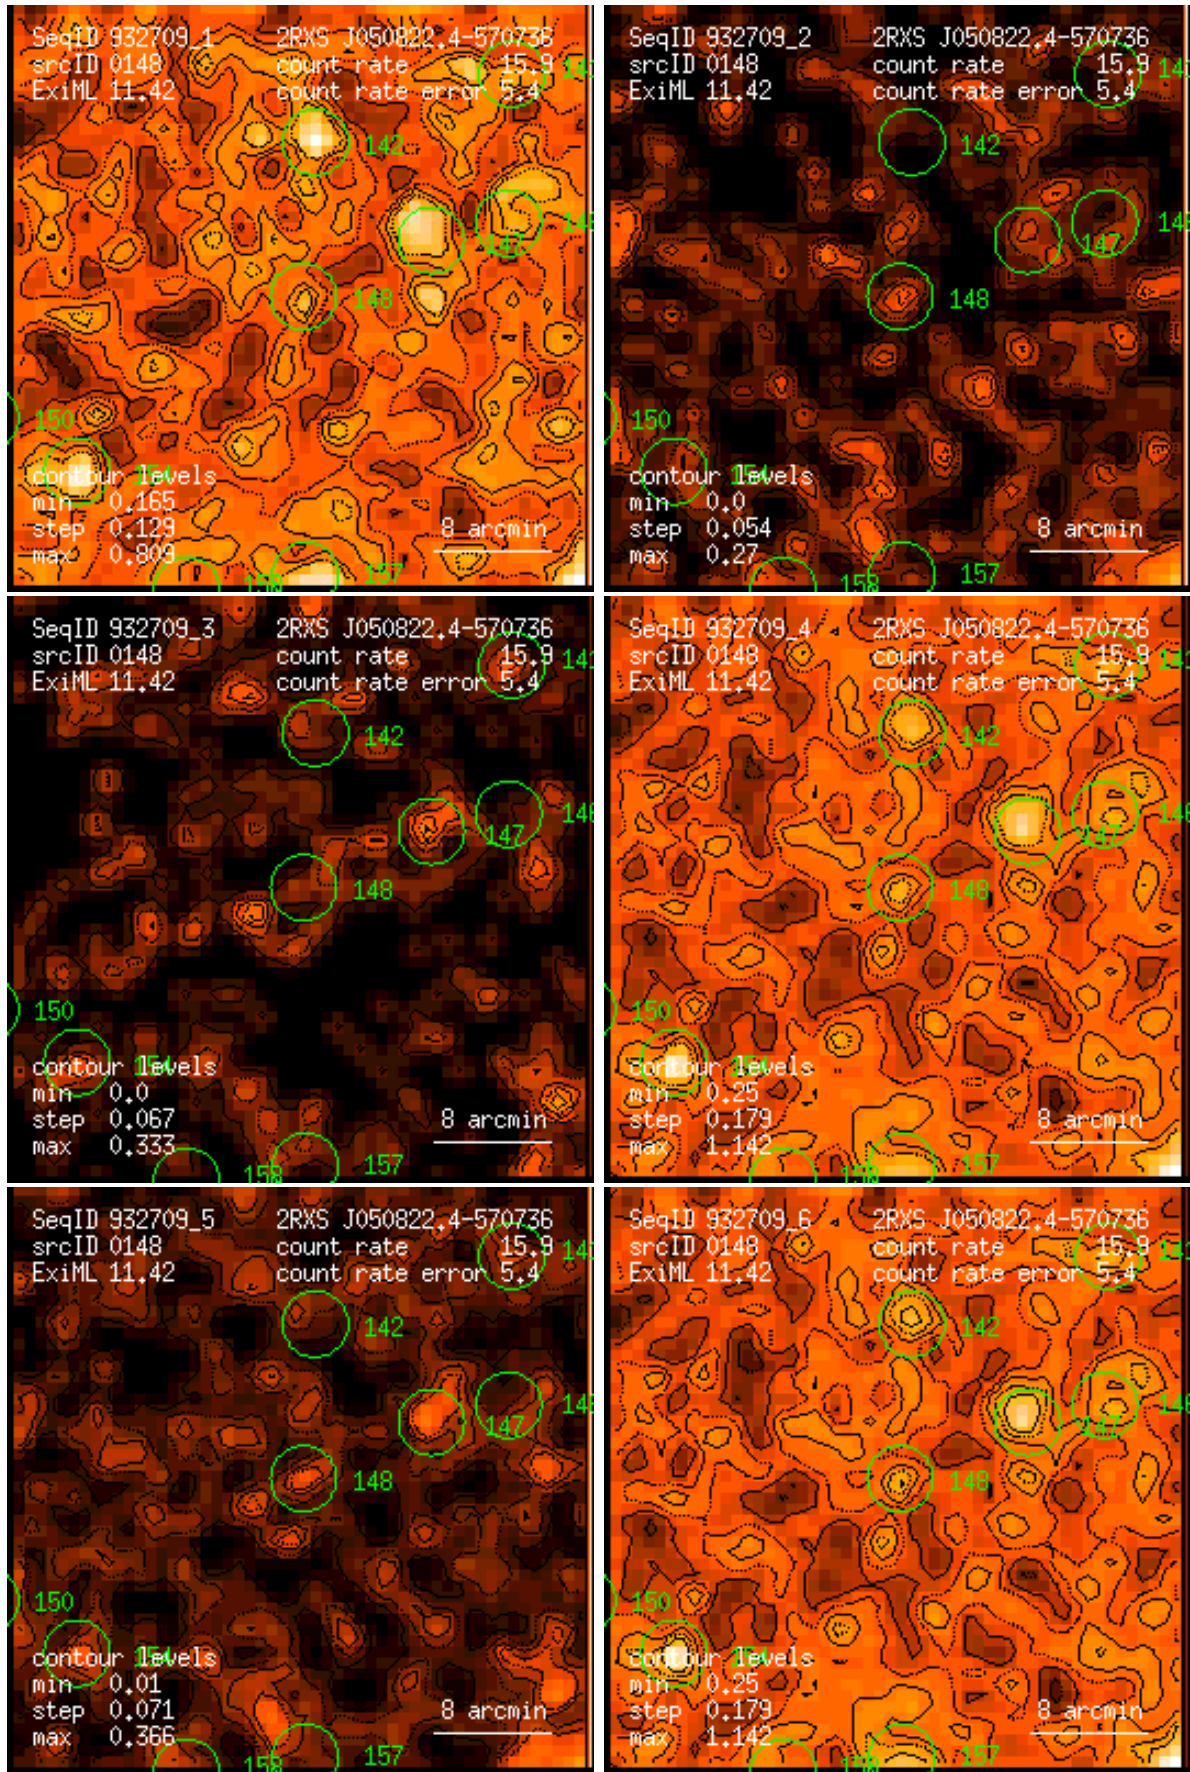 SeqID 932709_1 2RXS J050822.4-570736
srcID 0148 count rate 15.9
ExiML 11.42 count rate error 5.4
142
147
148
150
contour levels
min 0.165
step 0.129
max 0.809
8 arcmin
157
SeqID 932709_2 2RXS J050822.4-570736
srcID 0148 count rate 15.9
ExiML 11.42 count rate error 5.4
142
147
148
150
contour levels
min 0.0
step 0.054
max 0.27
8 arcmin
157
SeqID 932709_3 2RXS J050822.4-570736
srcID 0148 count rate 15.9
ExiML 11.42 count rate error 5.4
142
147
148
150
contour levels
min 0.0
step 0.067
max 0.333
8 arcmin
157
SeqID 932709_4 2RXS J050822.4-570736
srcID 0148 count rate 15.9
ExiML 11.42 count rate error 5.4
142
147
148
150
contour levels
min 0.25
step 0.179
max 1.142
8 arcmin
157
SeqID 932709_5 2RXS J050822.4-570736
srcID 0148 count rate 15.9
ExiML 11.42 count rate error 5.4
142
147
148
150
contour levels
min 0.01
step 0.071
max 0.366
8 arcmin
157
SeqID 932709_6 2RXS J050822.4-570736
srcID 0148 count rate 15.9
ExiML 11.42 count rate error 5.4
142
147
148
150
contour levels
min 0.25
step 0.179
max 1.142
8 arcmin
157